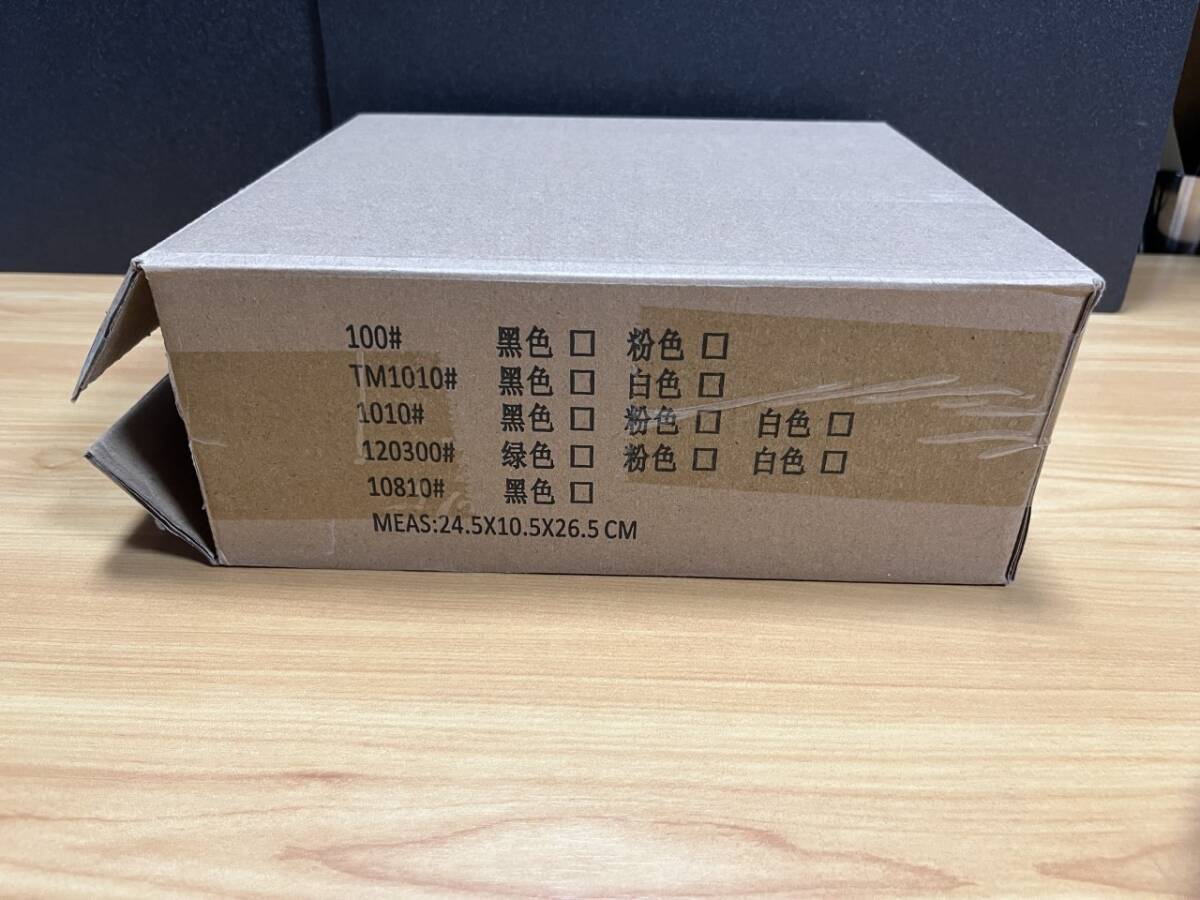 100# 黑色 □ 粉色 □
TM1010# 黑色 □ 白色 □
1010# 黑色 □ 粉色 □ 白色 □
120300# 绿色 □ 粉色 □ 白色 □
10810# 黑色 □
MEAS:24.5X10.5X26.5 CM